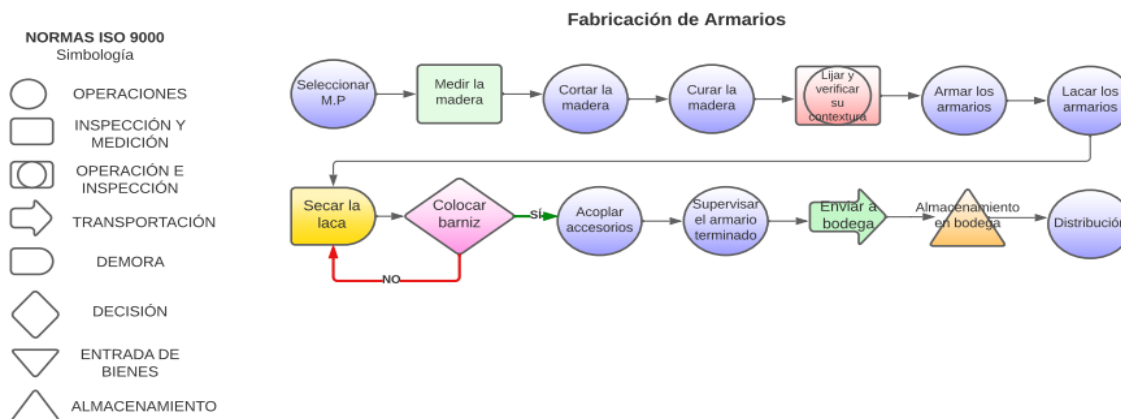 Fabricación de Armarios
NORMAS ISO 9000
Simbología
OPERACIONES
INSPECCIÓN Y
MEDICIÓN
OPERACIÓN E
INSPECCIÓN
TRANSPORTACIÓN
DEMORA
DECISIÓN
ENTRADA DE
BIENES
ALMACENAMIENTO
Seleccionar
M.P
Medir la
madera
Cortar la
madera
Curar la
madera
Lijar y
verificar
su
contextura
Armar los
armarios
Lacar los
armarios
Secar la
laca
Colocar
barniz
SÍ
NO
Acoplar
accesorios
Supervisar
el armario
terminado
Enviar a
bodega
Almacenamiento
en bodega
Distribución